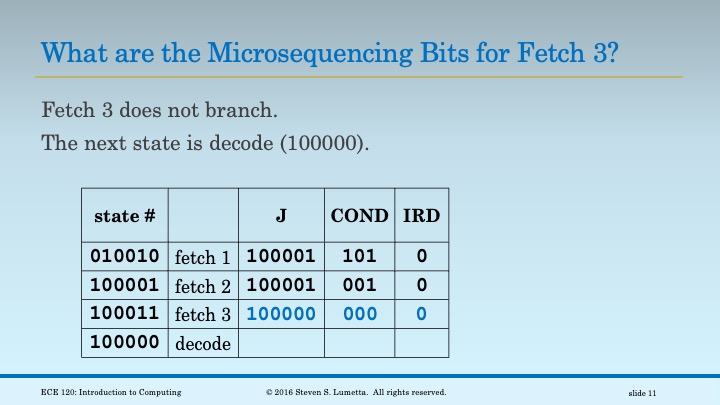 What are the Microsequencing Bits for Fetch 3?
Fetch 3 does not branch.
The next state is decode (100000).
state # J COND IRD
010010 fetch 1 100001 101 0
100001 fetch 2 100001 001 0
100011 fetch 3 100000 000 0
100000 decode
ECE 120: Introduction to Computing © 2016 Steven S. Lumetta. All rights reserved. slide 11